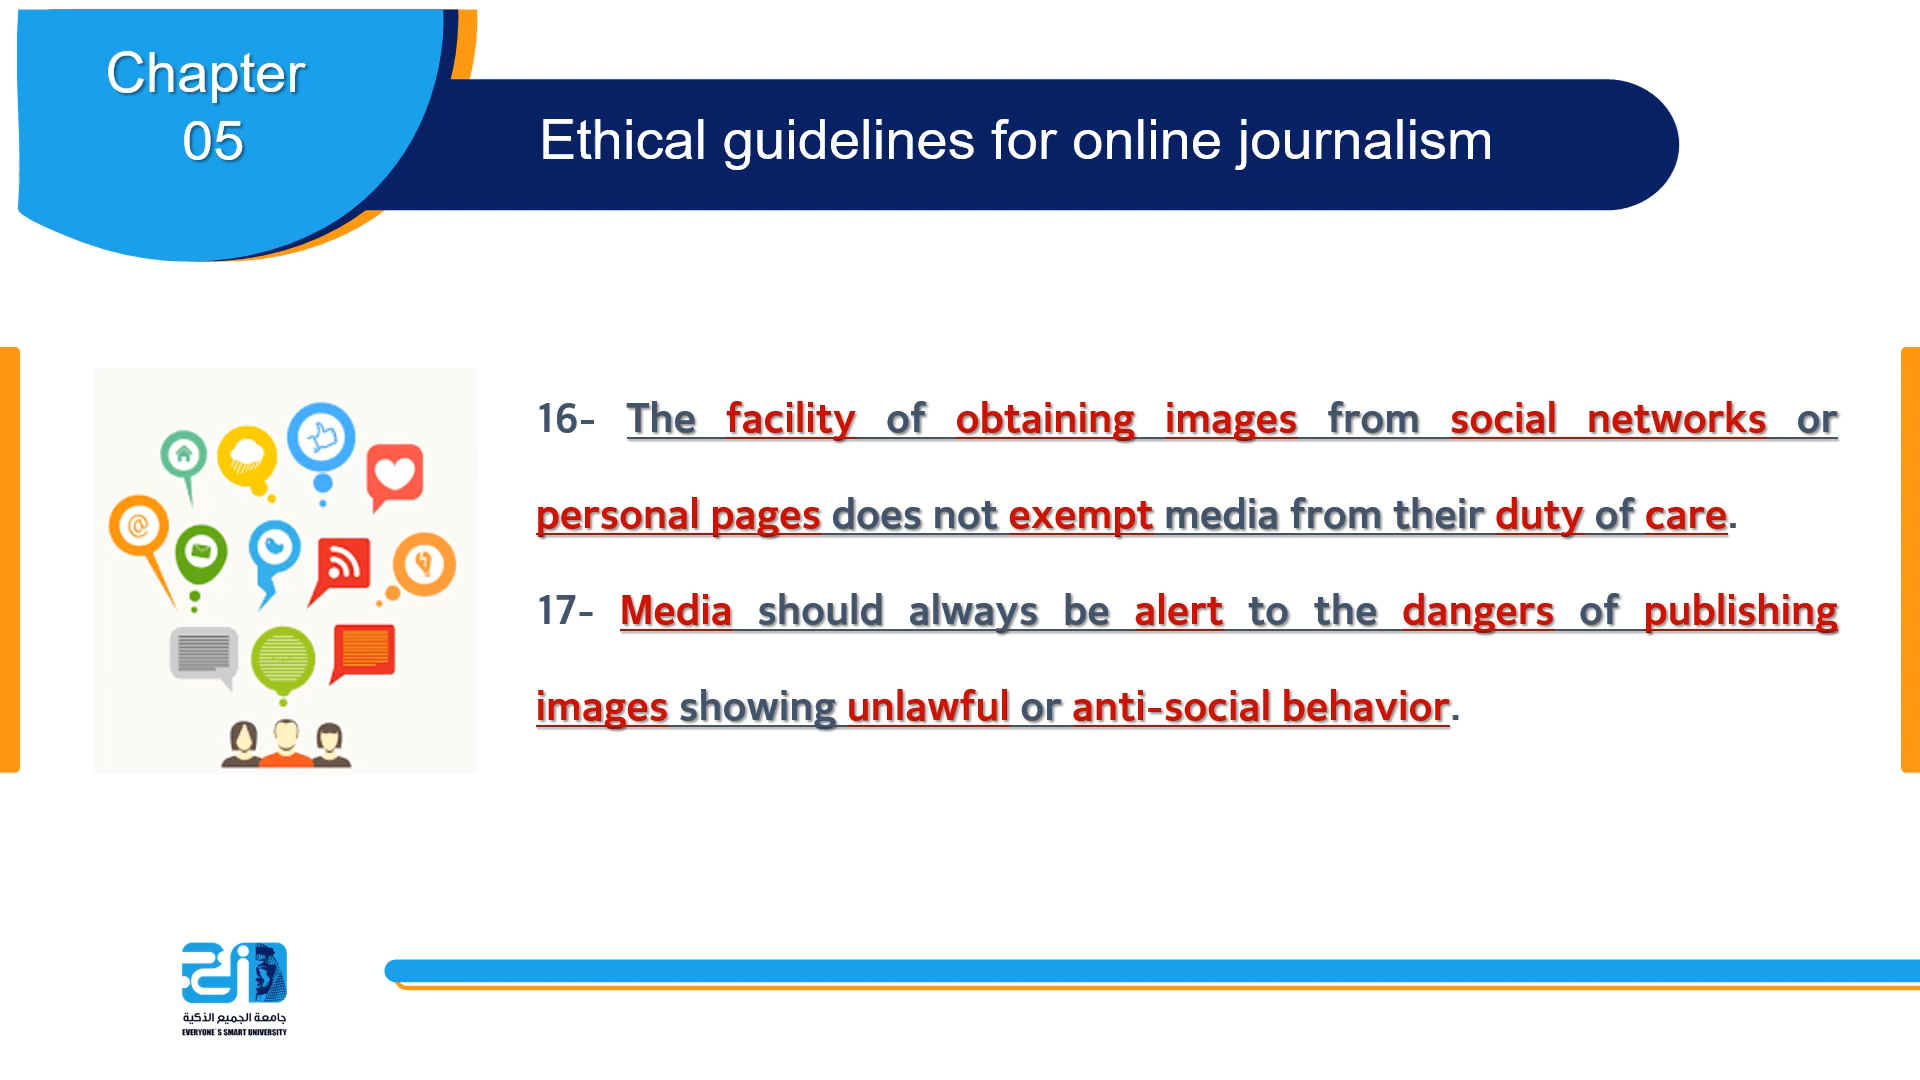 Chapter
05
Ethical guidelines for online journalism
16- The facility of obtaining images from social networks or
personal pages does not exempt media from their duty of care.
17- Media should always be alert to the dangers of publishing
images showing unlawful or anti-social behavior.
@
جامعة الجميع الذكية
EVERYONE`S SMART UNIVERSITY